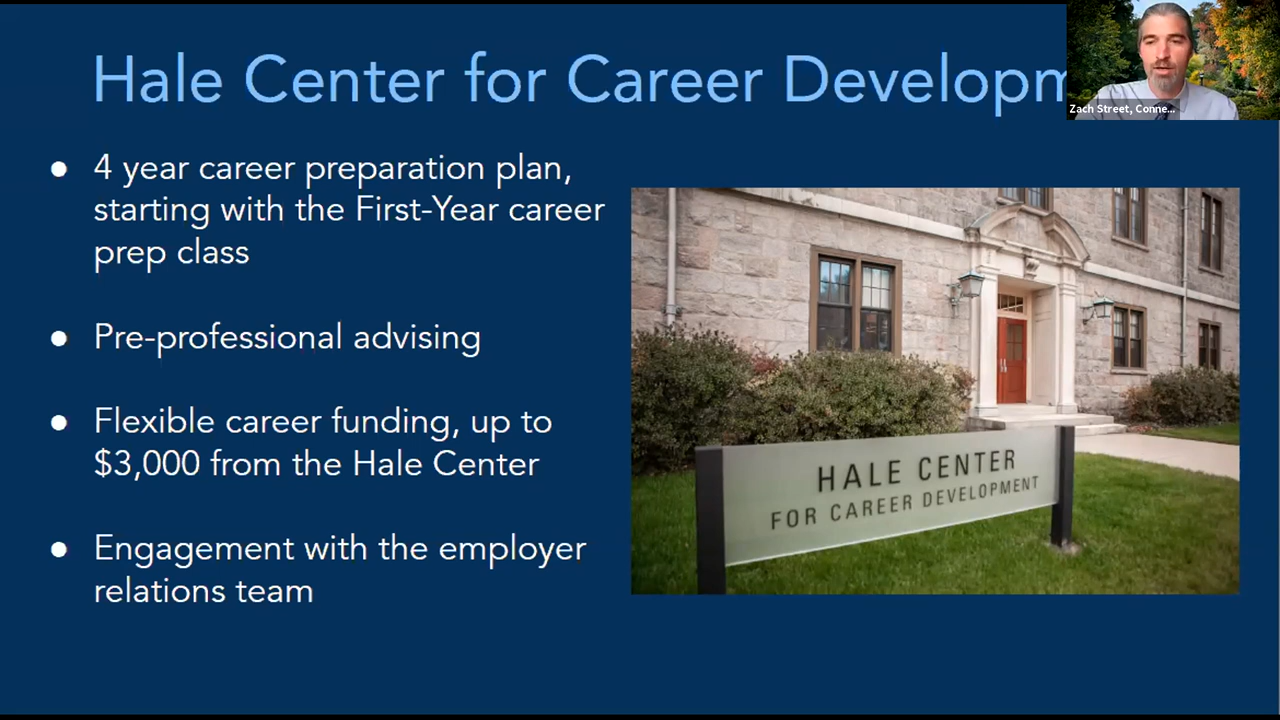 Hale Center for Career Developm
Zach Street, Conne...
● 4 year career preparation plan,
starting with the First-Year career
prep class
● Pre-professional advising
● Flexible career funding, up to
$3,000 from the Hale Center
● Engagement with the employer
relations team
HALE CENTER
FOR CAREER DEVELOPMENT